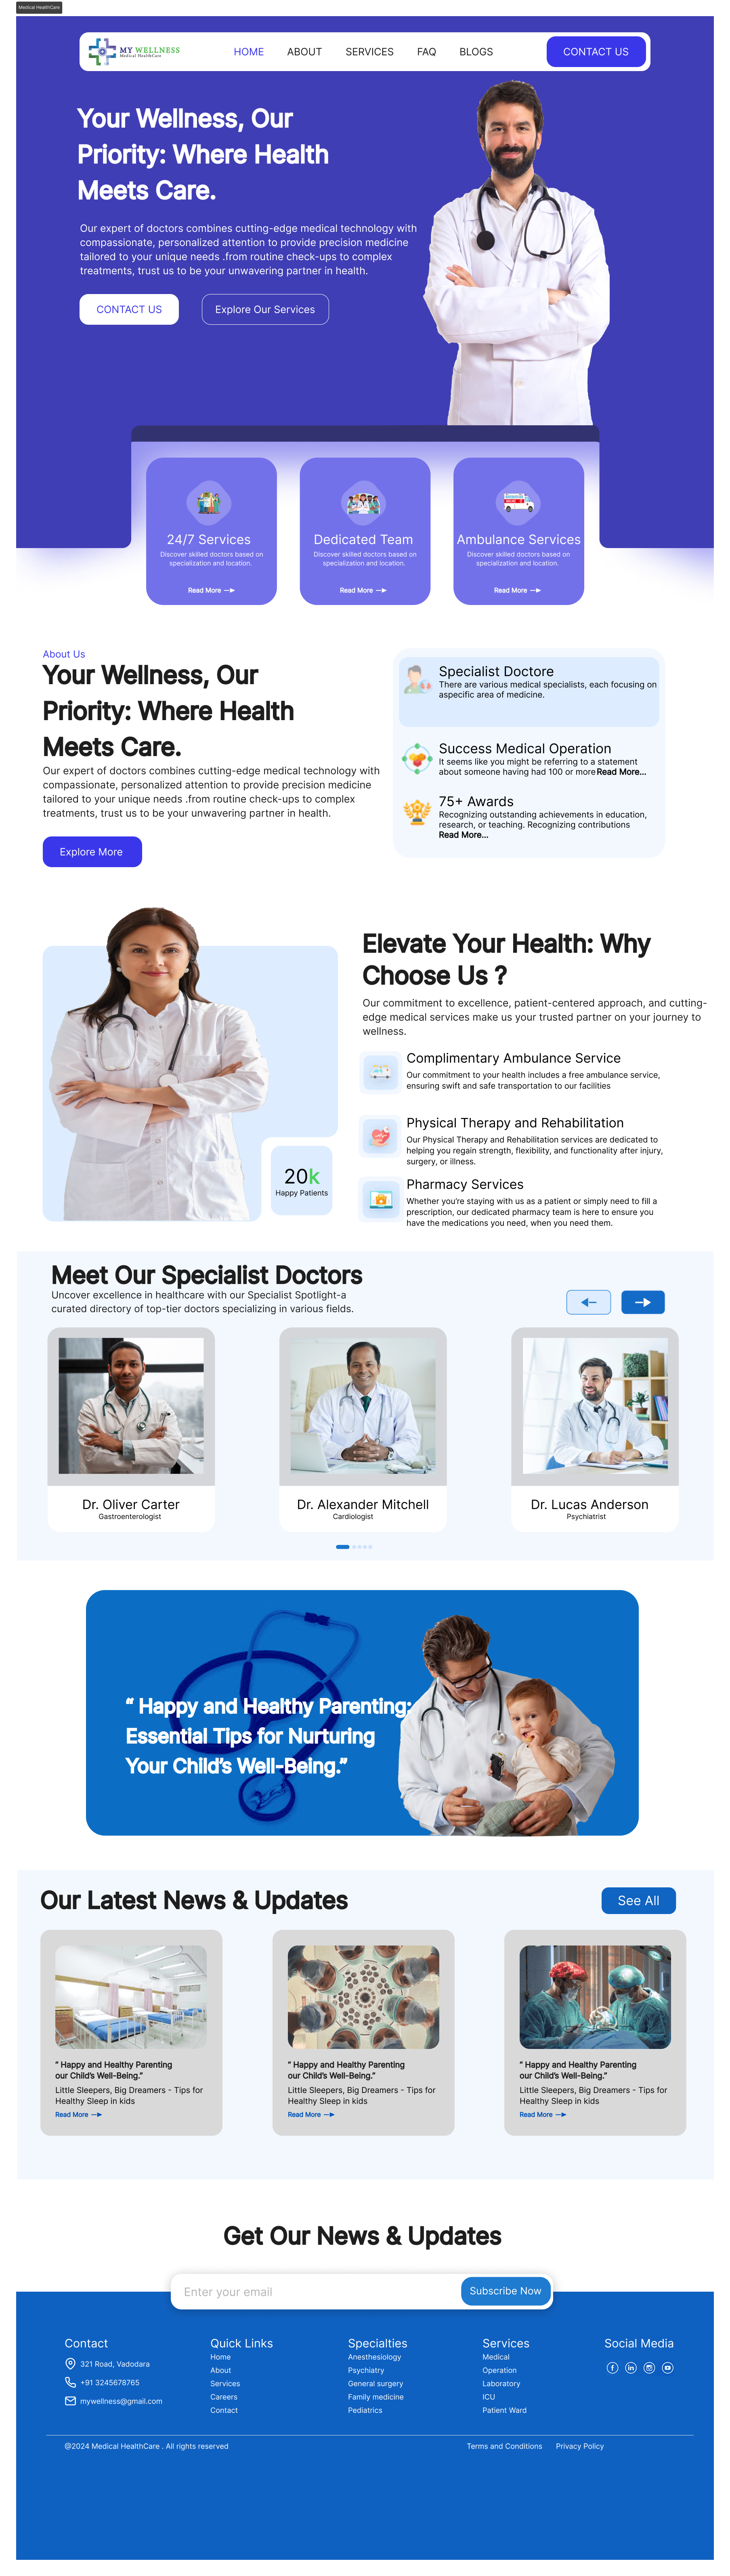 Medical HealthCare
MY WELLNESS
Medical HealthCare
HOME
ABOUT
SERVICES
FAQ
BLOGS
CONTACT US
Your Wellness, Our
Priority: Where Health
Meets Care.
Our expert of doctors combines cutting-edge medical technology with
compassionate, personalized attention to provide precision medicine
tailored to your unique needs .from routine check-ups to complex
treatments, trust us to be your unwavering partner in health.
CONTACT US
Explore Our Services
24/7 Services
Discover skilled doctors based on
specialization and location.
Read More
Dedicated Team
Discover skilled doctors based on
specialization and location.
Read More
Ambulance Services
Discover skilled doctors based on
specialization and location.
Read More
About Us
Your Wellness, Our
Priority: Where Health
Meets Care.
Our expert of doctors combines cutting-edge medical technology with
compassionate, personalized attention to provide precision medicine
tailored to your unique needs .from routine check-ups to complex
treatments, trust us to be your unwavering partner in health.
Explore More
Specialist Doctore
There are various medical specialists, each focusing on
aspecific area of medicine.
Success Medical Operation
It seems like you might be referring to a statement
about someone having had 100 or more Read More...
75+ Awards
Recognizing outstanding achievements in education,
research, or teaching. Recognizing contributions
Read More...
20k
Happy Patients
Elevate Your Health: Why
Choose Us ?
Our commitment to excellence, patient-centered approach, and cutting-
edge medical services make us your trusted partner on your journey to
wellness.
Complimentary Ambulance Service
Our commitment to your health includes a free ambulance service,
ensuring swift and safe transportation to our facilities
Physical Therapy and Rehabilitation
Our Physical Therapy and Rehabilitation services are dedicated to
helping you regain strength, flexibility, and functionality after injury,
surgery, or illness.
Pharmacy Services
Whether you're staying with us as a patient or simply need to fill a
prescription, our dedicated pharmacy team is here to ensure you
have the medications you need, when you need them.
Meet Our Specialist Doctors
Uncover excellence in healthcare with our Specialist Spotlight-a
curated directory of top-tier doctors specializing in various fields.
Dr. Oliver Carter
Gastroenterologist
Dr. Alexander Mitchell
Cardiologist
Dr. Lucas Anderson
Psychiatrist
“ Happy and Healthy Parenting:
Essential Tips for Nurturing
Your Child’s Well-Being.”
Our Latest News & Updates
See All
“ Happy and Healthy Parenting
our Child’s Well-Being.”
Little Sleepers, Big Dreamers - Tips for
Healthy Sleep in kids
Read More
“ Happy and Healthy Parenting
our Child’s Well-Being.”
Little Sleepers, Big Dreamers - Tips for
Healthy Sleep in kids
Read More
“ Happy and Healthy Parenting
our Child’s Well-Being.”
Little Sleepers, Big Dreamers - Tips for
Healthy Sleep in kids
Read More
Get Our News & Updates
Enter your email
Subscribe Now
Contact
321 Road, Vadodara
+91 3245678765
mywellness@gmail.com
Quick Links
Home
About
Services
Careers
Contact
Specialties
Anesthesiology
Psychiatry
General surgery
Family medicine
Pediatrics
Services
Medical
Operation
Laboratory
ICU
Patient Ward
Social Media
@2024 Medical HealthCare . All rights reserved
Terms and Conditions
Privacy Policy